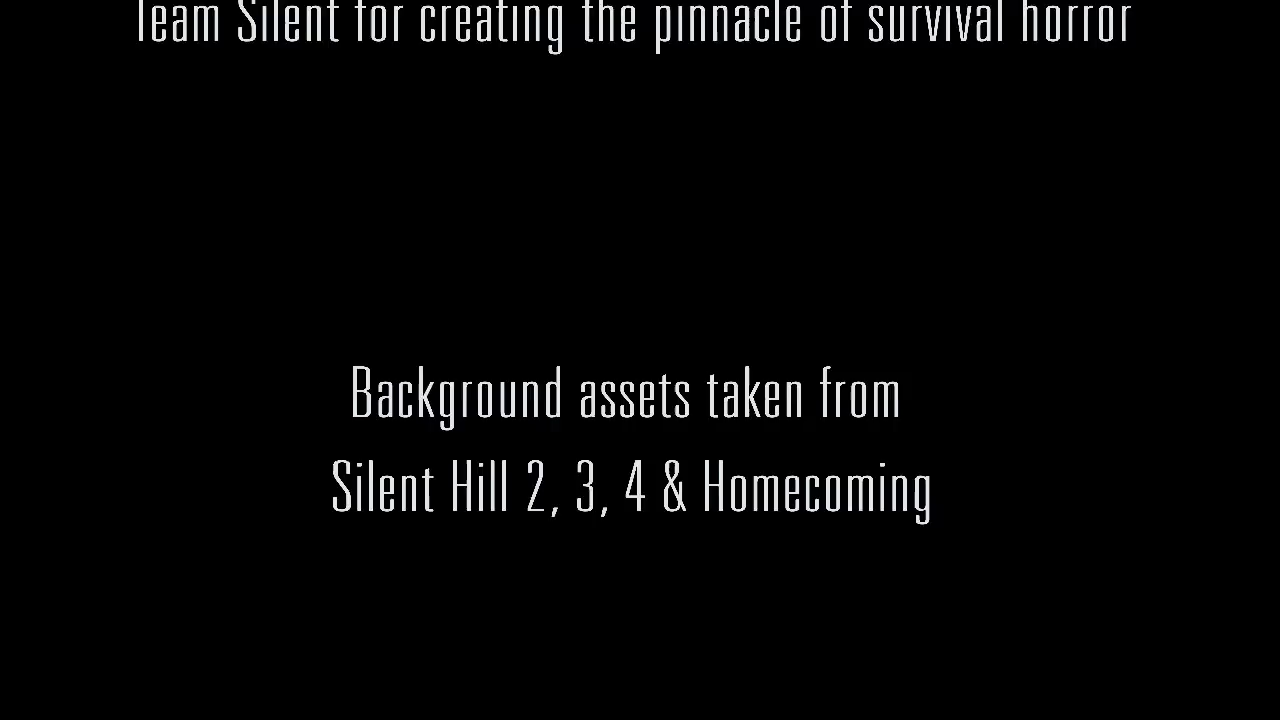 Team Silent for creating the pinnacle of survival horror
Background assets taken from
Silent Hill 2, 3, 4 & Homecoming